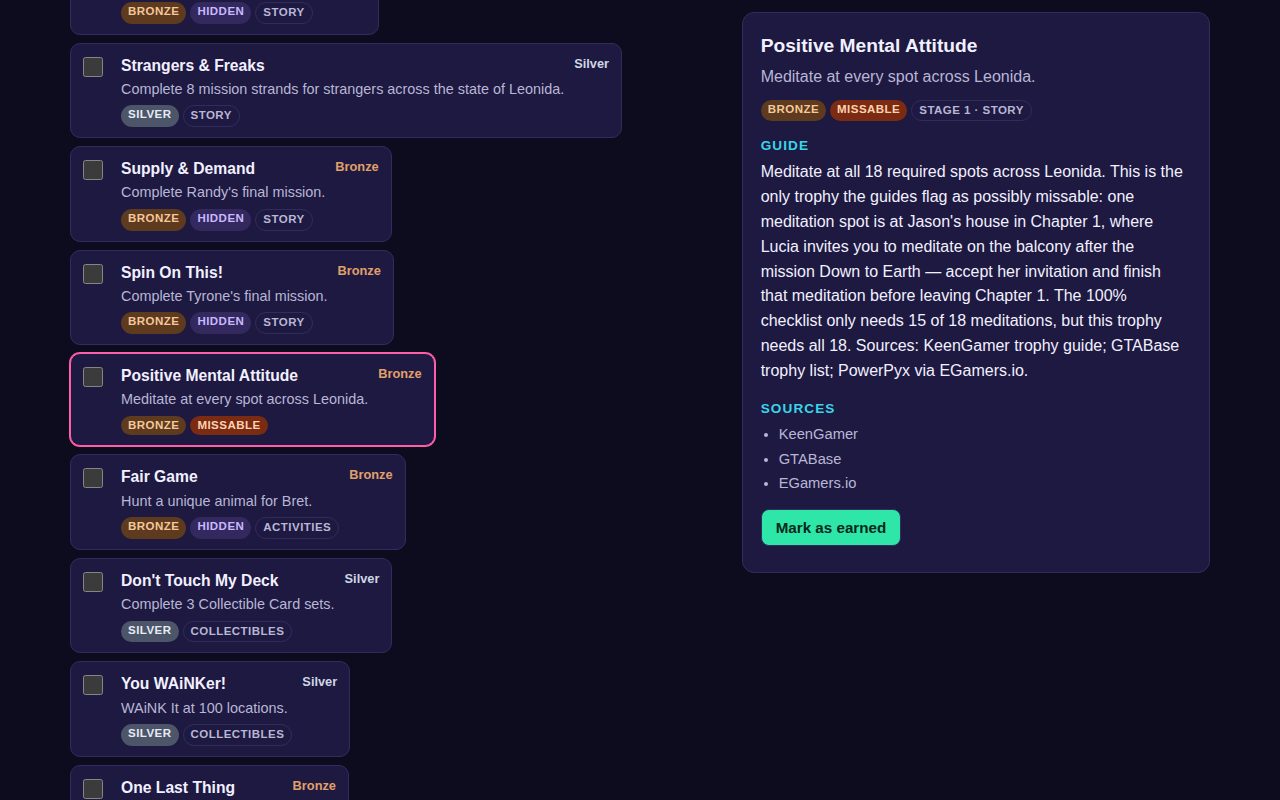 BRONZE HIDDEN STORY
Strangers & Freaks Silver
Complete 8 mission strands for strangers across the state of Leonida.
SILVER STORY
Supply & Demand Bronze
Complete Randy's final mission.
BRONZE HIDDEN STORY
Spin On This! Bronze
Complete Tyrone's final mission.
BRONZE HIDDEN STORY
Positive Mental Attitude Bronze
Meditate at every spot across Leonida.
BRONZE MISSABLE
Fair Game Bronze
Hunt a unique animal for Bret.
BRONZE HIDDEN ACTIVITIES
Don't Touch My Deck Silver
Complete 3 Collectible Card sets.
SILVER COLLECTIBLES
You WAiNKer! Silver
WAiNK It at 100 locations.
SILVER COLLECTIBLES
One Last Thing Bronze
Positive Mental Attitude
Meditate at every spot across Leonida.
BRONZE MISSABLE STAGE 1 · STORY
GUIDE
Meditate at all 18 required spots across Leonida. This is the
only trophy the guides flag as possibly missable: one
meditation spot is at Jason's house in Chapter 1, where
Lucia invites you to meditate on the balcony after the
mission Down to Earth — accept her invitation and finish
that meditation before leaving Chapter 1. The 100%
checklist only needs 15 of 18 meditations, but this trophy
needs all 18. Sources: KeenGamer trophy guide; GTABase
trophy list; PowerPyx via EGamers.io.
SOURCES
• KeenGamer
• GTABase
• EGamers.io
Mark as earned